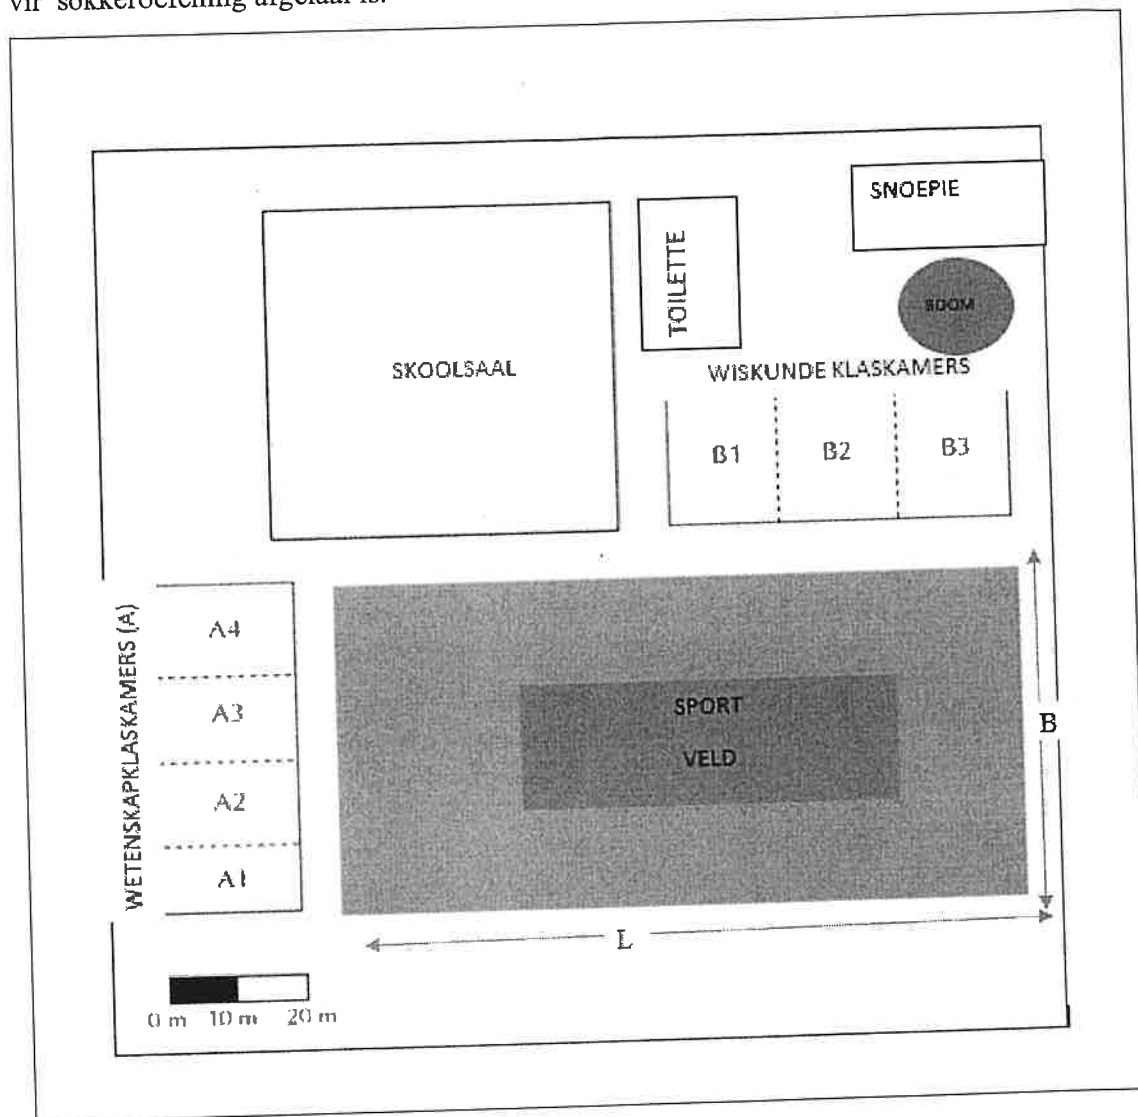 vir sokkeroefening afgelaai is.
SNOEPIE
TOILETTE
BOOM
SKOOLSAAL
WISKUNDE KLASKAMERS
B1 B2 B3
WETENSKAPKLASKAMERS (A)
A4
A3
A2
A1
SPORT
VELD
B
L
0 m 10 m 20 m